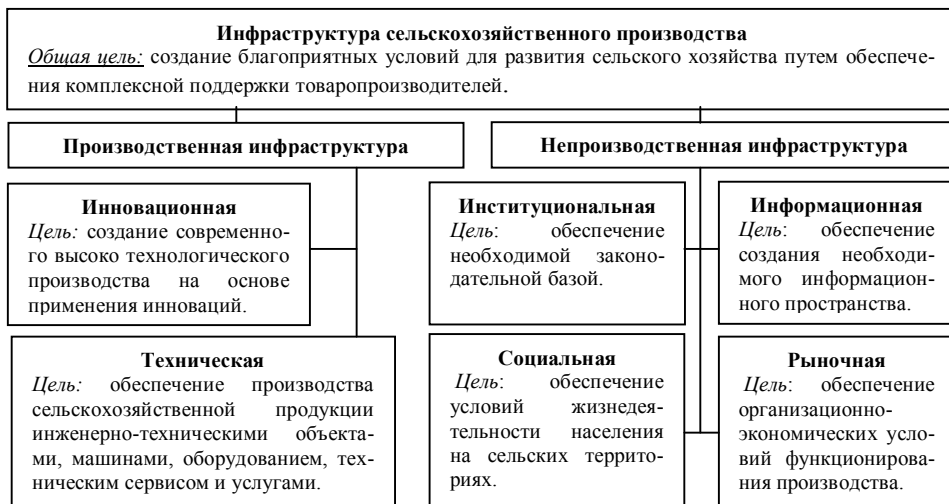 Инфраструктура сельскохозяйственного производства
Общая цель: создание благоприятных условий для развития сельского хозяйства путем обеспече-
ния комплексной поддержки товаропроизводителей.
Производственная инфраструктура
Непроизводственная инфраструктура
Инновационная
Цель: создание современно-
го высоко технологического
производства на основе
применения инноваций.
Институциональная
Цель: обеспечение
необходимой законо-
дательной базой.
Информационная
Цель: обеспечение
создания необходи-
мого информацион-
ного пространства.
Техническая
Цель: обеспечение производства
сельскохозяйственной продукции
инженерно-техническими объекта-
ми, машинами, оборудованием, тех-
ническим сервисом и услугами.
Социальная
Цель: обеспечение
условий жизнедея-
тельности населения
на сельских террито-
риях.
Рыночная
Цель: обеспечение
организационно-
экономических усло-
вий функционирова-
ния производства.